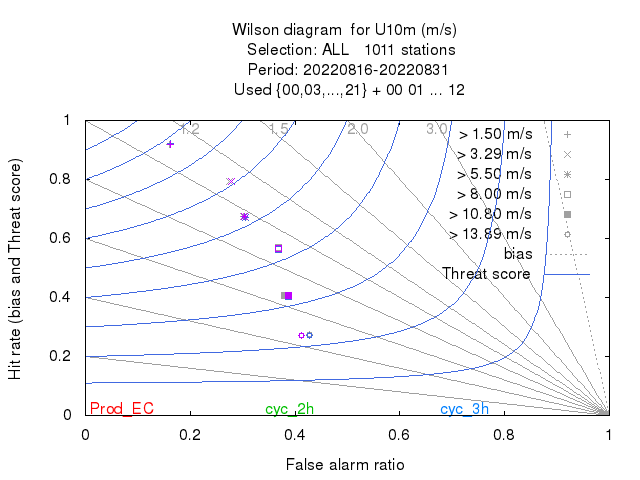 Wilson diagram  for U10m (m/s)
Selection: ALL   1011 stations
Period: 20220816-20220831
Used {00,03,...,21} + 00 01 ... 12
Hit rate (bias and Threat score)
1
0.8
0.6
0.4
0.2
0
1.2
1.5
2.0
3.0
> 1.50 m/s
> 3.29 m/s
> 5.50 m/s
> 8.00 m/s
> 10.80 m/s
> 13.89 m/s
bias
Threat score
Prod_EC
cyc_2h
cyc_3h
0
0.2
0.4
0.6
0.8
1
False alarm ratio